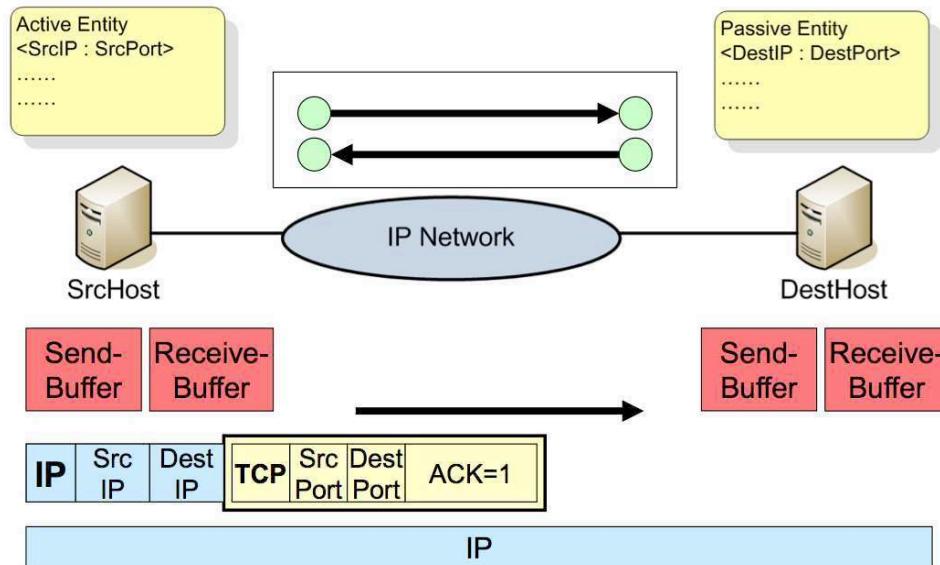 Active Entity
<SrcIP : SrcPort>
……
……
Passive Entity
<DestIP : DestPort>
……
……
IP Network
SrcHost
DestHost
Send-
Buffer
Receive-
Buffer
Send-
Buffer
Receive-
Buffer
IP
Src
IP
Dest
IP
TCP
Src
Port
Dest
Port
ACK=1
IP